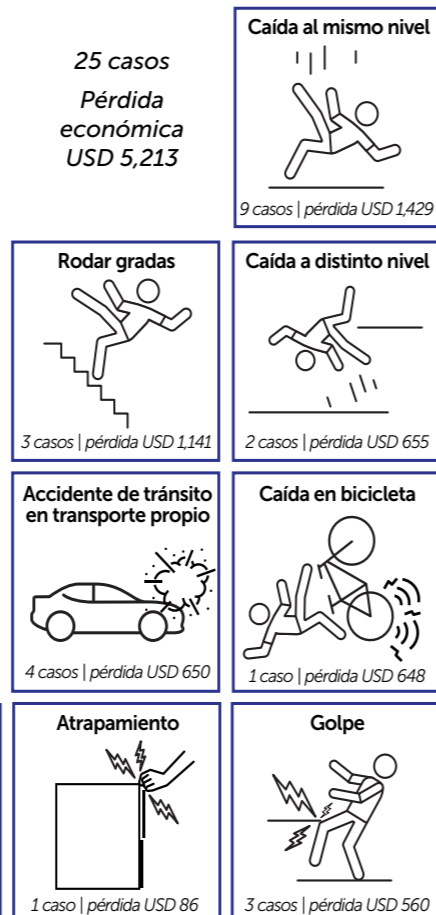 25 casos
Pérdida
económica
USD 5,213
Caída al mismo nivel
9 casos | pérdida USD 1,429
Rodar gradas
3 casos | pérdida USD 1,141
Caída a distinto nivel
2 casos | pérdida USD 655
Accidente de tránsito
en transporte propio
4 casos | pérdida USD 650
Caída en bicicleta
1 caso | pérdida USD 648
Atrapamiento
1 caso | pérdida USD 86
Golpe
3 casos | pérdida USD 560